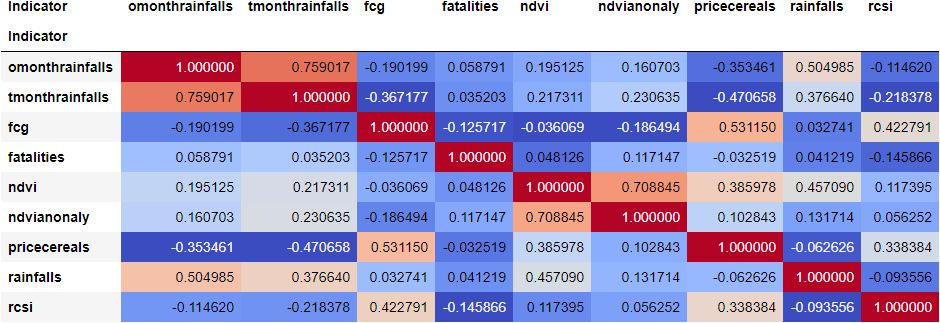 Indicator omonthrainfalls tmonthrainfalls fcg fatalities ndvi ndvianonaly pricecereals rainfalls rcsi
Indicator
omonthrainfalls 1.000000 0.759017 -0.190199 0.058791 0.195125 0.160703 -0.353461 0.504985 -0.114620
tmonthrainfalls 0.759017 1.000000 -0.367177 0.035203 0.217311 0.230635 -0.470658 0.376640 -0.218378
fcg -0.190199 -0.367177 1.000000 -0.125717 -0.036069 -0.186494 0.531150 0.032741 0.422791
fatalities 0.058791 0.035203 -0.125717 1.000000 0.048126 0.117147 -0.032519 0.041219 -0.145866
ndvi 0.195125 0.217311 -0.036069 0.048126 1.000000 0.708845 0.385978 0.457090 0.117395
ndvianonaly 0.160703 0.230635 -0.186494 0.117147 0.708845 1.000000 0.102843 0.131714 0.056252
pricecereals -0.353461 -0.470658 0.531150 -0.032519 0.385978 0.102843 1.000000 -0.062626 0.338384
rainfalls 0.504985 0.376640 0.032741 0.041219 0.457090 0.131714 -0.062626 1.000000 -0.093556
rcsi -0.114620 -0.218378 0.422791 -0.145866 0.117395 0.056252 0.338384 -0.093556 1.000000